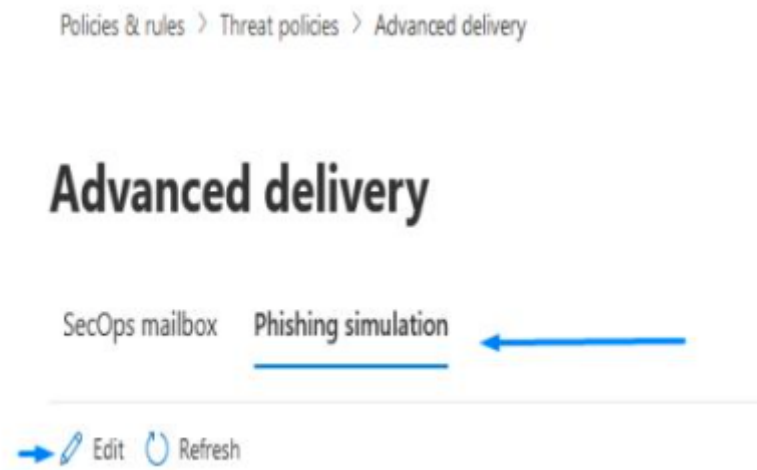 Policies & rules > Threat policies > Advanced delivery
Advanced delivery
SecOps mailbox Phishing simulation
Edit Refresh